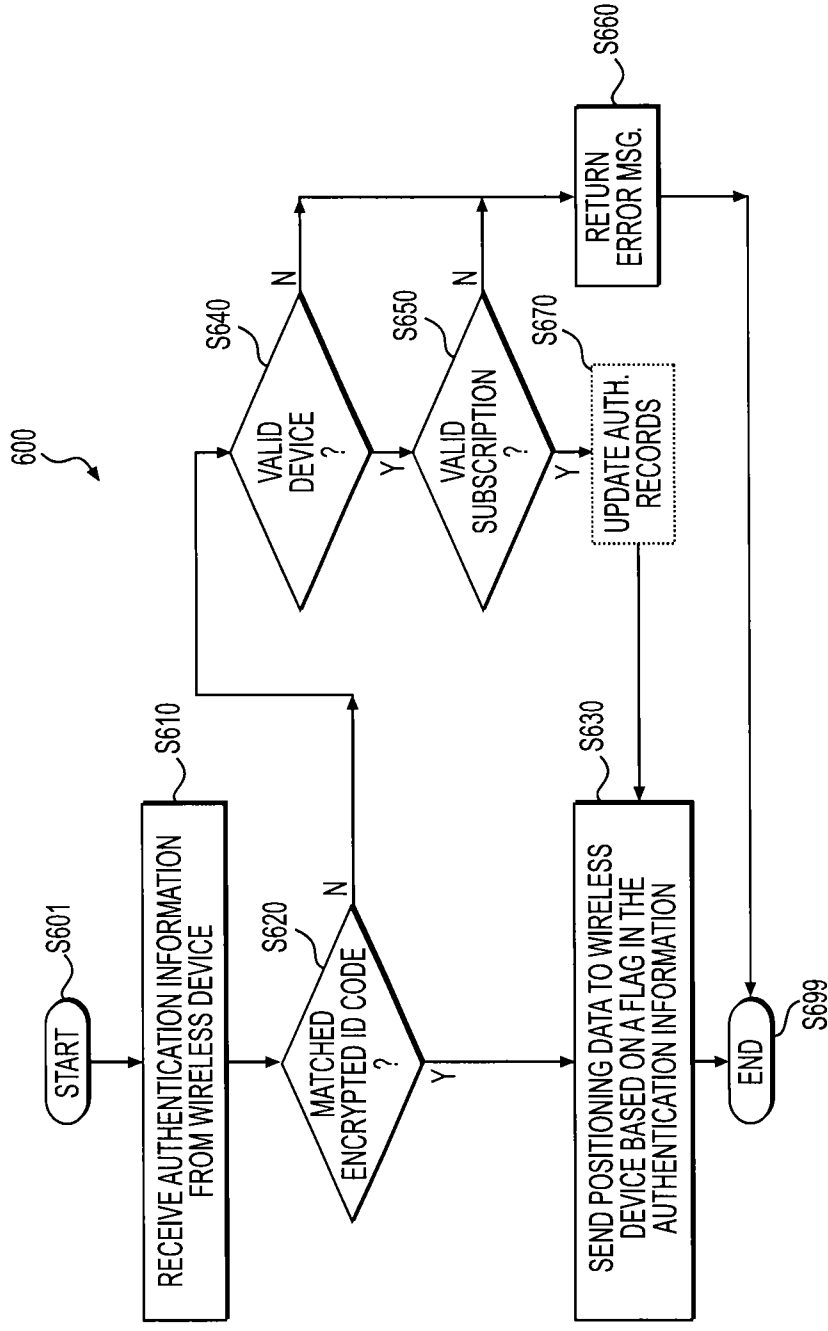 600
START
S601
RECEIVE AUTHENTICATION INFORMATION
FROM WIRELESS DEVICE
S610
MATCHED
ENCRYPTED ID CODE
?
S620
N
Y
VALID
DEVICE
?
S640
N
Y
VALID
SUBSCRIPTION
?
S650
N
Y
UPDATE AUTH.
RECORDS
S670
RETURN
ERROR MSG.
S660
SEND POSITIONING DATA TO WIRELESS
DEVICE BASED ON A FLAG IN THE
AUTHENTICATION INFORMATION
S630
END
S699